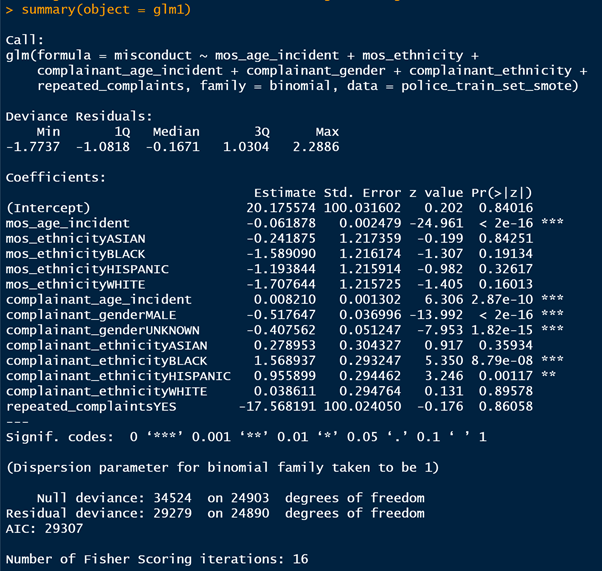 > summary(object = glm1)
Call:
glm(formula = misconduct ~ mos_age_incident + mos_ethnicity +
complainant_age_incident + complainant_gender + complainant_ethnicity +
repeated_complaints, family = binomial, data = police_train_set_smote)
Deviance Residuals:
Min 1Q Median 3Q Max
-1.7737 -1.0818 -0.1671 1.0304 2.2886
Coefficients:
Estimate Std. Error z value Pr(>|z|)
(Intercept) 20.175574 100.031602 0.202 0.84016
mos_age_incident -0.061878 0.002479 -24.961 < 2e-16 ***
mos_ethnicityASIAN -0.241875 1.217359 -0.199 0.84251
mos_ethnicityBLACK -1.589090 1.216174 -1.307 0.19134
mos_ethnicityHISPANIC -1.193844 1.215914 -0.982 0.32617
mos_ethnicityWHITE -1.707644 1.215725 -1.405 0.16013
complainant_age_incident 0.008210 0.001302 6.306 2.87e-10 ***
complainant_genderMALE -0.517647 0.036996 -13.992 < 2e-16 ***
complainant_genderUNKNOWN -0.407562 0.051247 -7.953 1.82e-15 ***
complainant_ethnicityASIAN 0.278953 0.304327 0.917 0.35934
complainant_ethnicityBLACK 1.568937 0.293247 5.350 8.79e-08 ***
complainant_ethnicityHISPANIC 0.955899 0.294462 3.246 0.00117 **
complainant_ethnicityWHITE 0.038611 0.294764 0.131 0.89578
repeated_complaintsYES -17.568191 100.024050 -0.176 0.86058
---
Signif. codes: 0 ‘***’ 0.001 ‘**’ 0.01 ‘*’ 0.05 ‘.’ 0.1 ‘ ’ 1
(Dispersion parameter for binomial family taken to be 1)
Null deviance: 34524 on 24903 degrees of freedom
Residual deviance: 29279 on 24890 degrees of freedom
AIC: 29307
Number of Fisher Scoring iterations: 16